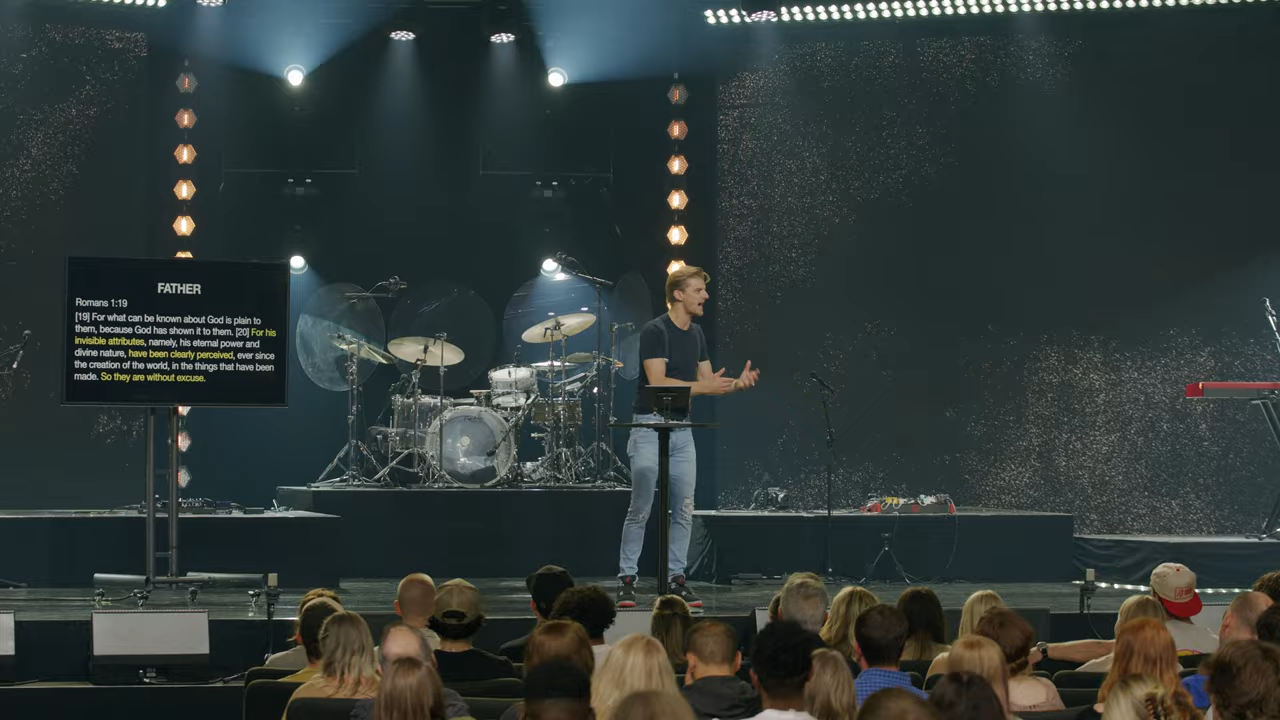 FATHER
Romans 1:19
[19] For what can be known about God is plain to
them, because God has shown it to them. [20] For his
invisible attributes, namely, his eternal power and
divine nature, have been clearly perceived, ever since
the creation of the world, in the things that have been
made. So they are without excuse.